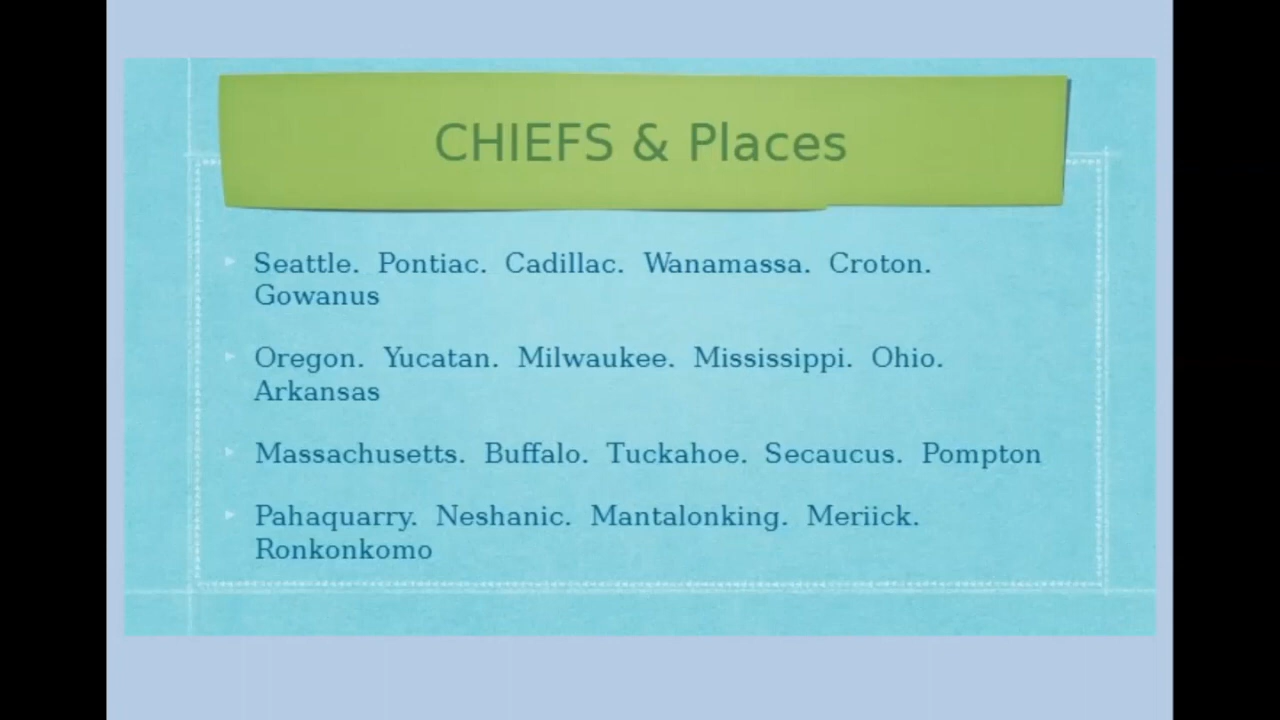 CHIEFS & Places
Seattle. Pontiac. Cadillac. Wanamassa. Croton.
Gowanus
Oregon. Yucatan. Milwaukee. Mississippi. Ohio.
Arkansas
Massachusetts. Buffalo. Tuckahoe. Secaucus. Pompton
Pahaquarry. Neshanic. Mantalonking. Meriick.
Ronkonkomo